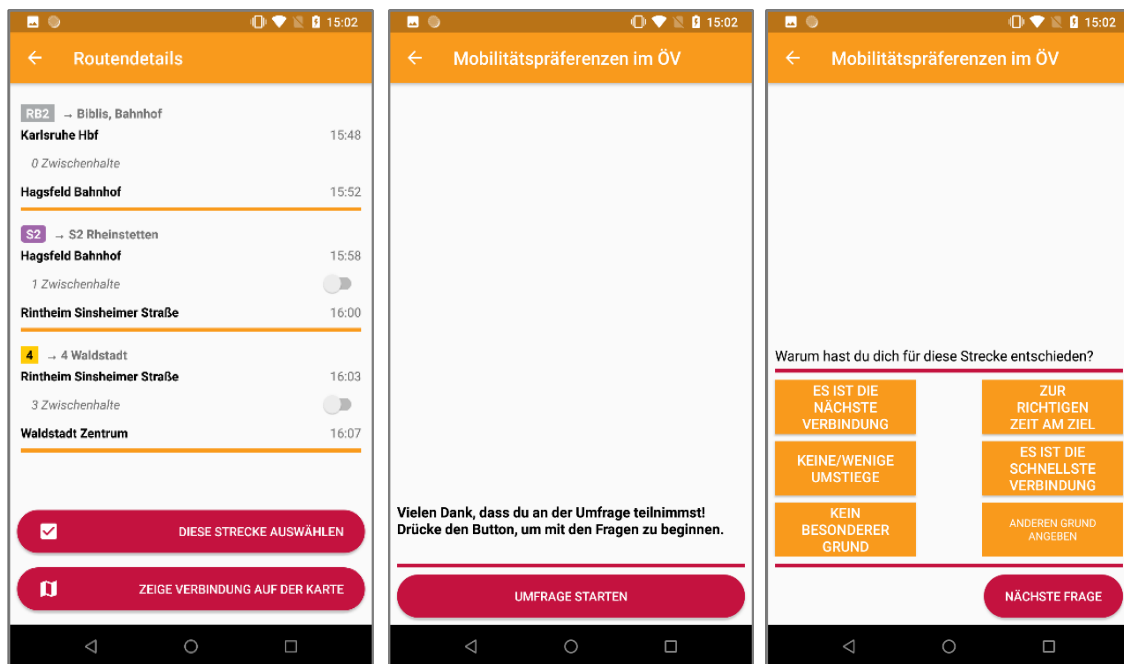 15:02
Routendetails
RB2 → Biblis, Bahnhof
Karlsruhe Hbf 15:48
0 Zwischenhalte
Hagsfeld Bahnhof 15:52
S2 → S2 Rheinstetten
Hagsfeld Bahnhof 15:58
1 Zwischenhalte
Rintheim Sinsheimer Straße 16:00
4 → 4 Waldstadt
Rintheim Sinsheimer Straße 16:03
3 Zwischenhalte
Waldstadt Zentrum 16:07
DIESE STRECKE AUSWÄHLEN
ZEIGE VERBINDUNG AUF DER KARTE
15:02
Mobilitätspräferenzen im ÖV
Vielen Dank, dass du an der Umfrage teilnimmst!
Drücke den Button, um mit den Fragen zu beginnen.
UMFRAGE STARTEN
15:02
Mobilitätspräferenzen im ÖV
Warum hast du dich für diese Strecke entschieden?
ES IST DIE
NÄCHSTE
VERBINDUNG
ZUR
RICHTIGEN
ZEIT AM ZIEL
KEINE/WENIGE
UMSTIEGE
ES IST DIE
SCHNELLSTE
VERBINDUNG
KEIN
BESONDERER
GRUND
ANDEREN GRUND
ANGEBEN
NÄCHSTE FRAGE